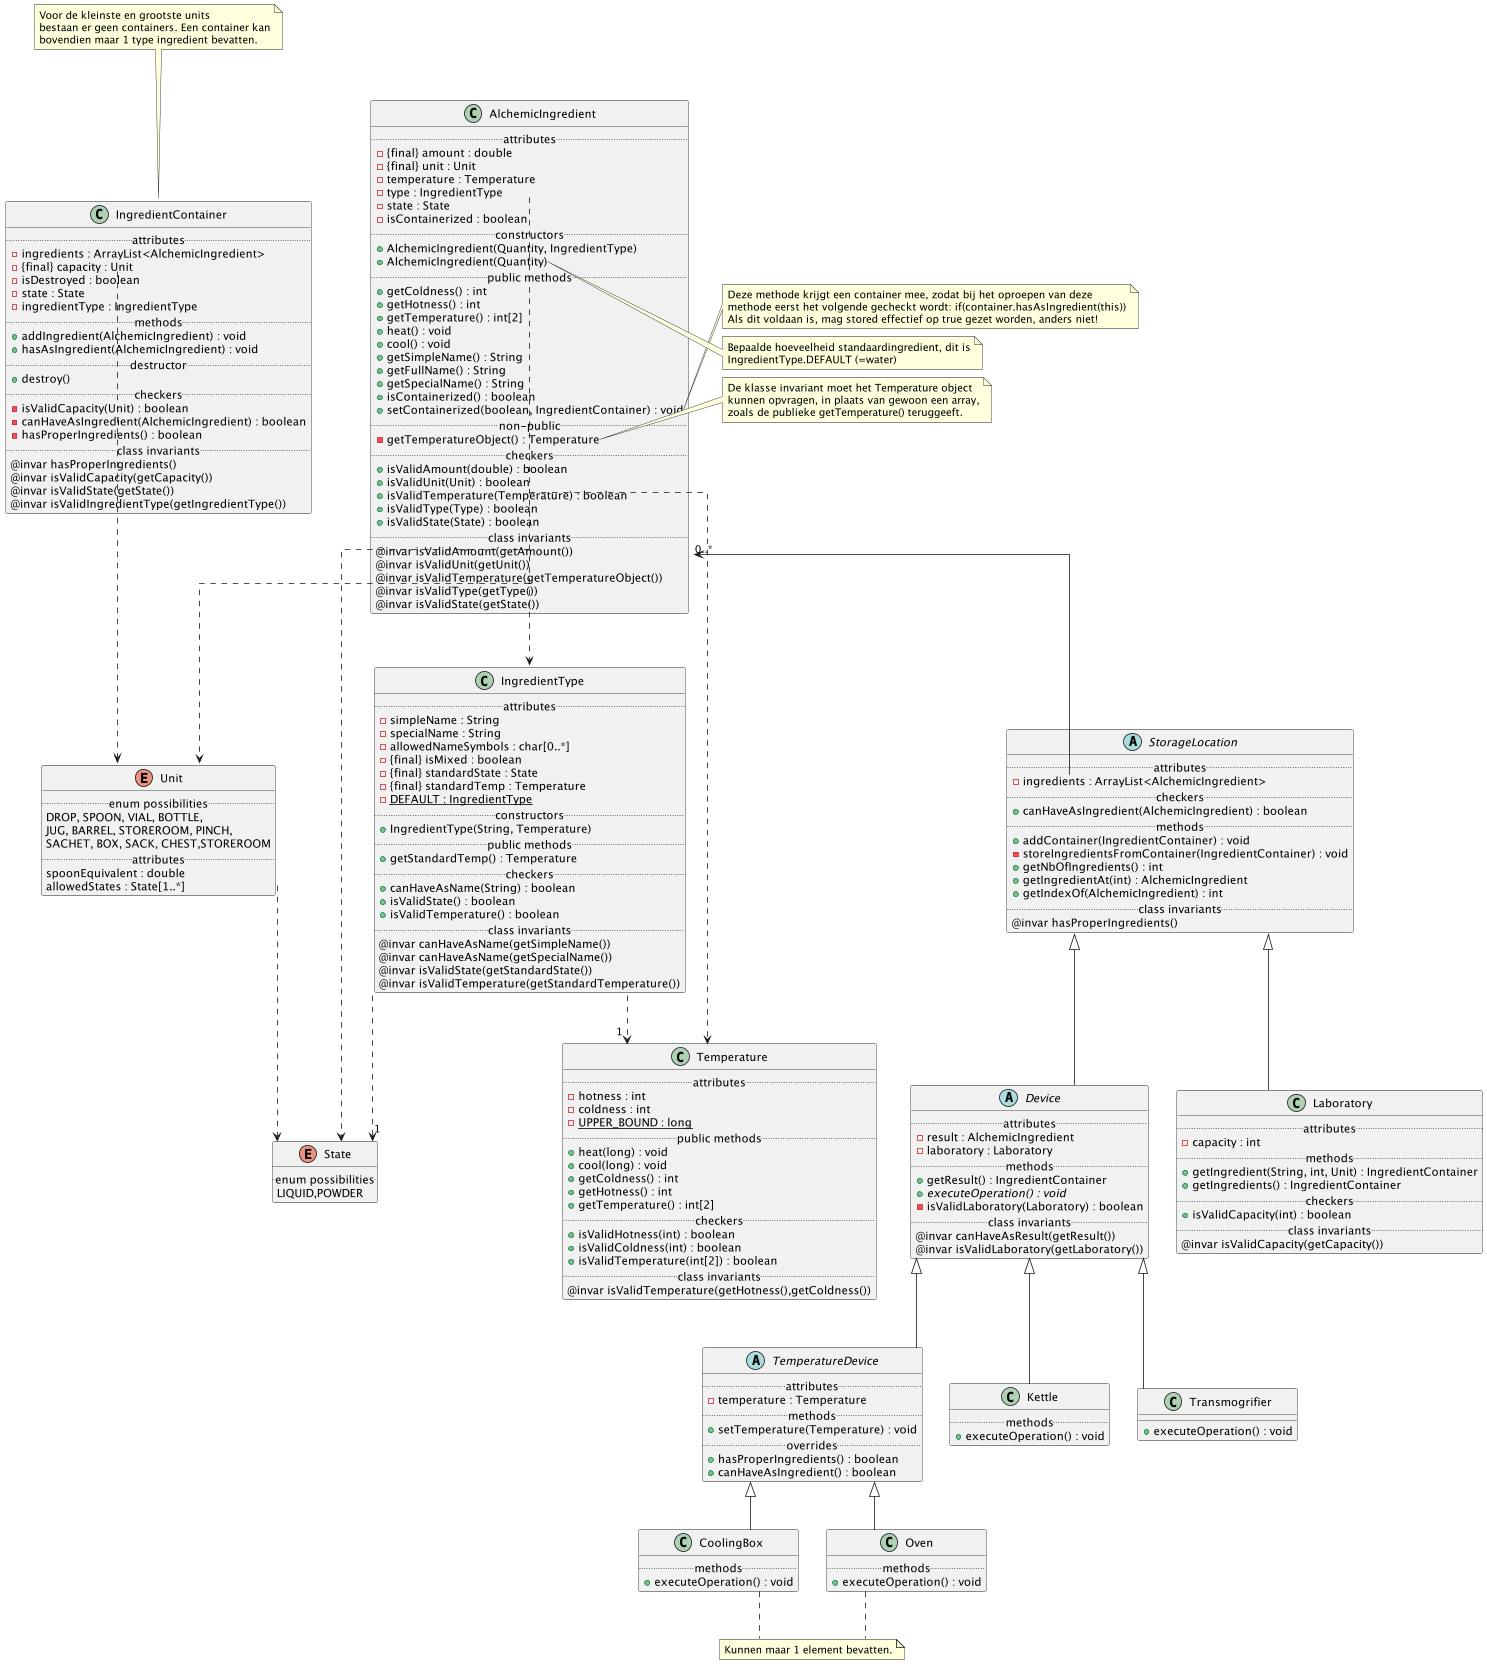 Voor de kleinste en grootste units
bestaan er geen containers. Een container kan
bovendien maar 1 type ingredient bevatten.
C AlchemicIngredient
attributes
{final} amount : double
{final} unit : Unit
temperature : Temperature
type : IngredientType
state : State
isContainerized : boolean
constructors
AlchemicIngredient(Quantity, IngredientType)
AlchemicIngredient(Quantity)
public methods
getColdness() : int
getHotness() : int
getTemperature() : int[2]
heat() : void
cool() : void
getSimpleName() : String
getFullName() : String
getSpecialName() : String
isContainerized() : boolean
setContainerized(boolean, IngredientContainer) : void
non-public
getTemperatureObject() : Temperature
checkers
isValidAmount(double) : boolean
isValidUnit(Unit) : boolean
isValidTemperature(Temperature) : boolean
isValidType(Type) : boolean
isValidState(State) : boolean
class invariants
@invar isValidAmount(getAmount())
@invar isValidUnit(getUnit())
@invar isValidTemperature(getTemperatureObject())
@invar isValidType(getType())
@invar isValidState(getState())
C IngredientContainer
attributes
ingredients : ArrayList<AlchemicIngredient>
{final} capacity : Unit
isDestroyed : boolean
state : State
ingredientType : IngredientType
methods
addIngredient(AlchemicIngredient) : void
hasAsIngredient(AlchemicIngredient) : void
destructor
destroy()
checkers
isValidCapacity(Unit) : boolean
canHaveAsIngredient(AlchemicIngredient) : boolean
hasProperIngredients() : boolean
class invariants
@invar hasProperIngredients()
@invar isValidCapacity(getCapacity())
@invar isValidState(getState())
@invar isValidIngredientType(getIngredientType())
Deze methode krijgt een container mee, zodat bij het oproepen van deze
methode eerst het volgende gecheckt wordt: if(container.hasAsIngredient(this))
Als dit voldaan is, mag stored effectief op true gezet worden, anders niet!
Bepaalde hoeveelheid standaardingredient, dit is
IngredientType.DEFAULT (=water)
De klasse invariant moet het Temperature object
kunnen opvragen, in plaats van gewoon een array,
zoals de publieke getTemperature() teruggeeft.
0..*
C IngredientType
attributes
simpleName : String
specialName : String
allowedNameSymbols : char[0..*]
{final} isMixed : boolean
{final} standardState : State
{final} standardTemp : Temperature
DEFAULT : IngredientType
constructors
IngredientType(String, Temperature)
public methods
getStandardTemp() : Temperature
checkers
canHaveAsName(String) : boolean
isValidState() : boolean
isValidTemperature() : boolean
class invariants
@invar canHaveAsName(getSimpleName())
@invar canHaveAsName(getSpecialName())
@invar isValidState(getStandardState())
@invar isValidTemperature(getStandardTemperature())
E Unit
enum possibilities
DROP, SPOON, VIAL, BOTTLE,
JUG, BARREL, STOREROOM, PINCH,
SACHET, BOX, SACK, CHEST,STOREROOM
attributes
spoonEquivalent : double
allowedStates : State[1..*]
A StorageLocation
attributes
ingredients : ArrayList<AlchemicIngredient>
checkers
canHaveAsIngredient(AlchemicIngredient) : boolean
methods
addContainer(IngredientContainer) : void
storeIngredientsFromContainer(IngredientContainer) : void
getNbOfIngredients() : int
getIngredientAt(int) : AlchemicIngredient
getIndexOf(AlchemicIngredient) : int
class invariants
@invar hasProperIngredients()
1
C Temperature
attributes
hotness : int
coldness : int
UPPER_BOUND : long
public methods
heat(long) : void
cool(long) : void
getColdness() : int
getHotness() : int
getTemperature() : int[2]
checkers
isValidHotness(int) : boolean
isValidColdness(int) : boolean
isValidTemperature(int[2]) : boolean
class invariants
@invar isValidTemperature(getHotness(),getColdness())
1
E State
enum possibilities
LIQUID,POWDER
A Device
attributes
result : AlchemicIngredient
laboratory : Laboratory
methods
getResult() : IngredientContainer
executeOperation() : void
isValidLaboratory(Laboratory) : boolean
class invariants
@invar canHaveAsResult(getResult())
@invar isValidLaboratory(getLaboratory())
C Laboratory
attributes
capacity : int
methods
getIngredient(String, int, Unit) : IngredientContainer
getIngredients() : IngredientContainer
checkers
isValidCapacity(int) : boolean
class invariants
@invar isValidCapacity(getCapacity())
A TemperatureDevice
attributes
temperature : Temperature
methods
setTemperature(Temperature) : void
overrides
hasProperIngredients() : boolean
canHaveAsIngredient() : boolean
C Kettle
methods
executeOperation() : void
C Transmogrifier
executeOperation() : void
C CoolingBox
methods
executeOperation() : void
C Oven
methods
executeOperation() : void
Kunnen maar 1 element bevatten.